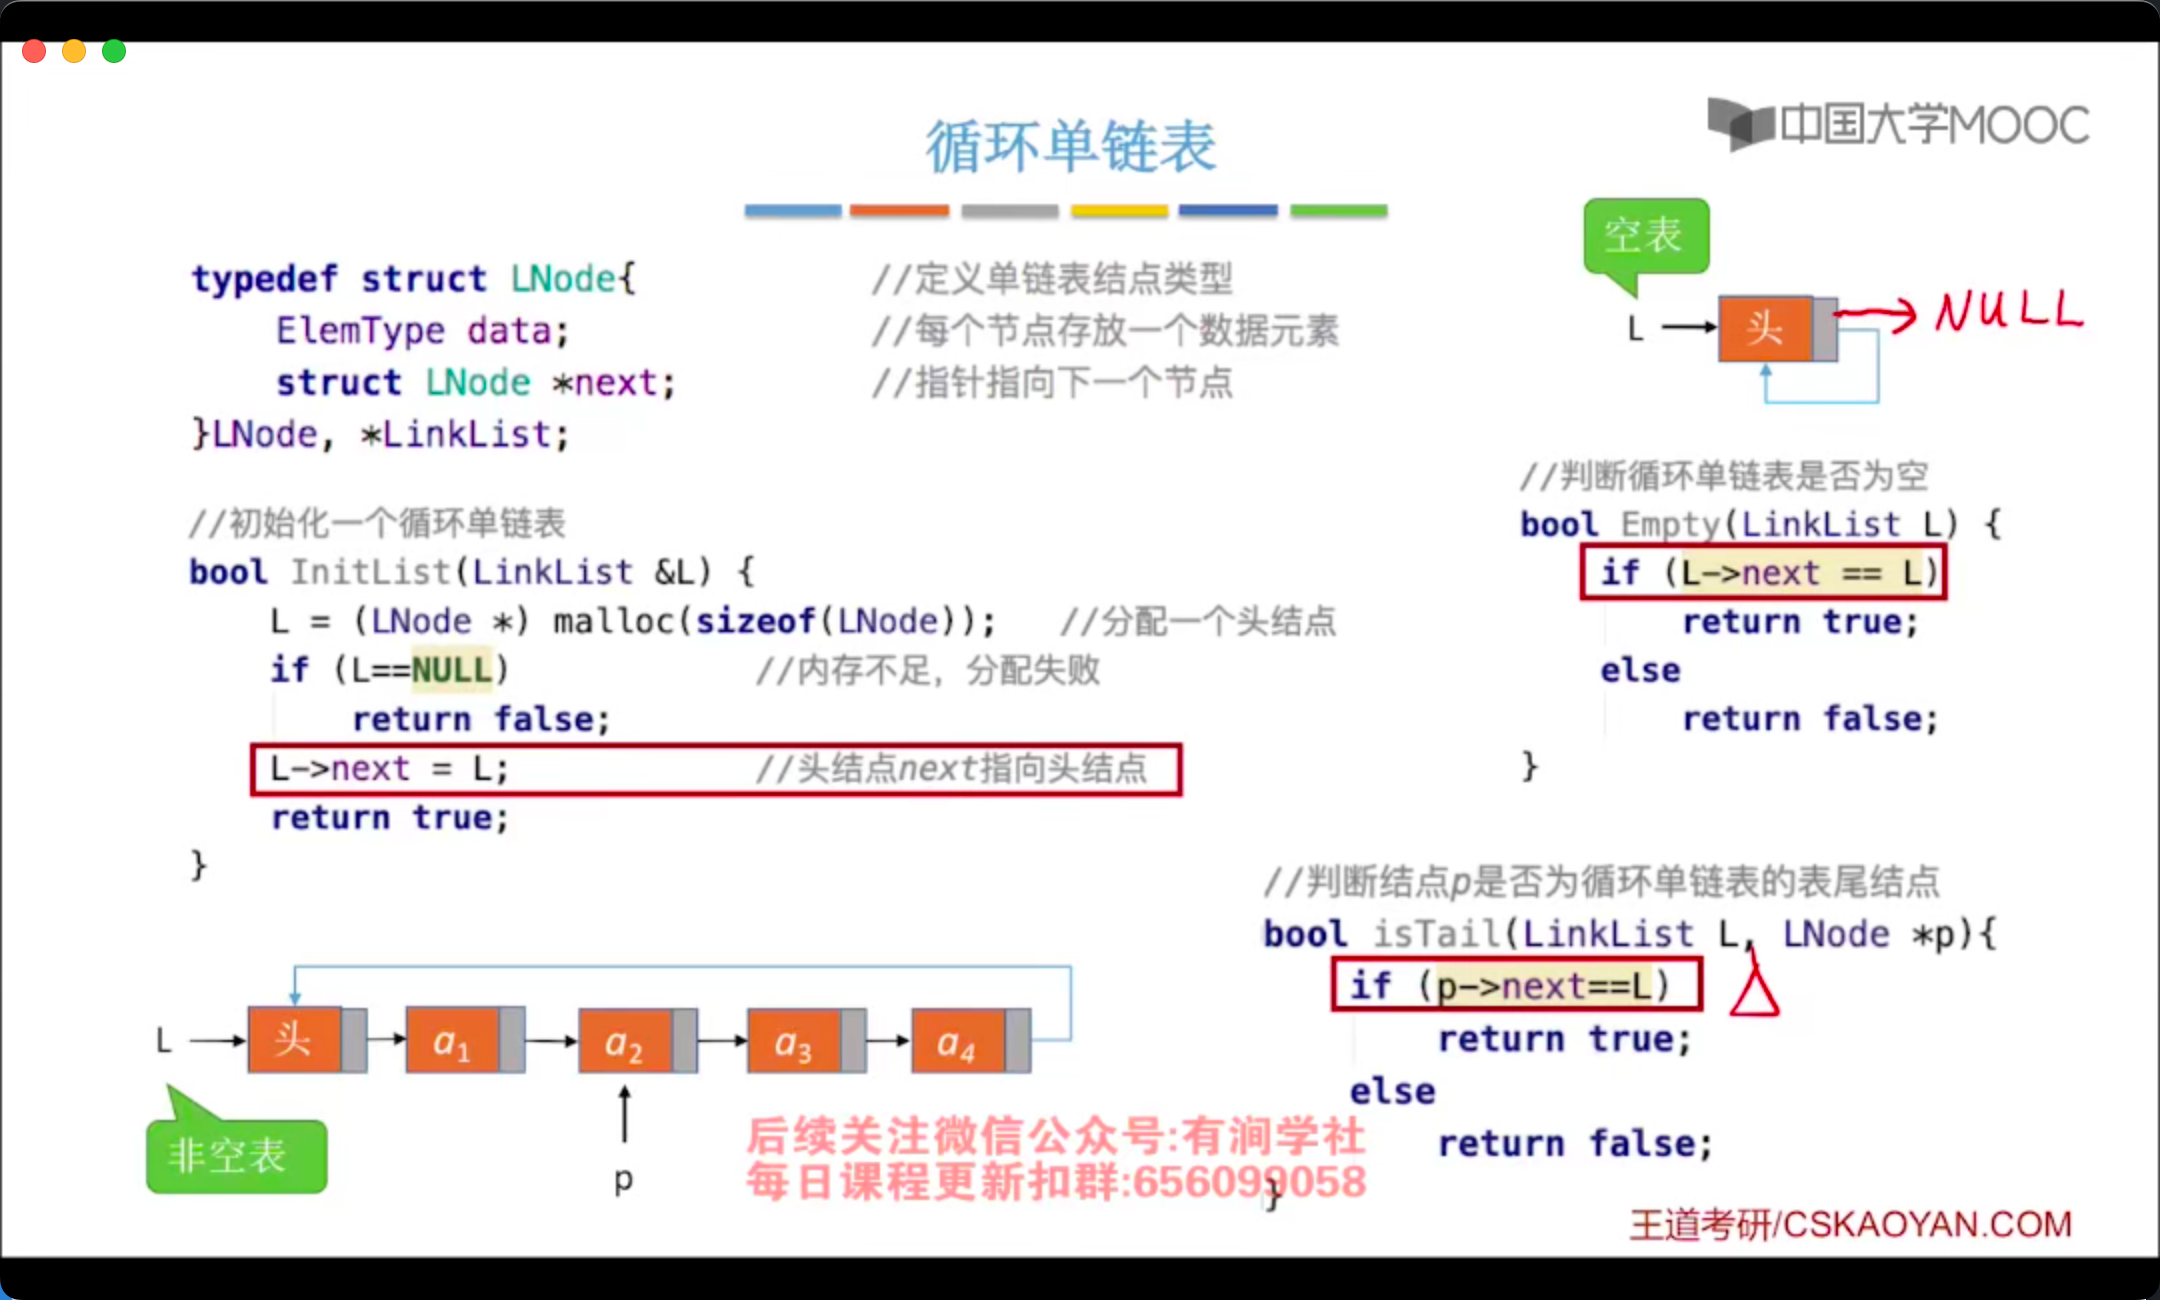 循环单链表
中国大学MOOC
typedef struct LNode{ //定义单链表结点类型
ElemType data; //每个节点存放一个数据元素
struct LNode *next; //指针指向下一个节点
}LNode, *LinkList;
//初始化一个循环单链表
bool InitList(LinkList &L) {
L = (LNode *) malloc(sizeof(LNode)); //分配一个头结点
if (L==NULL) //内存不足，分配失败
return false;
L->next = L; //头结点next指向头结点
return true;
}
空表
L
头
NULL
//判断循环单链表是否为空
bool Empty(LinkList L) {
if (L->next == L)
return true;
else
return false;
}
//判断结点p是否为循环单链表的表尾结点
bool isTail(LinkList L, LNode *p){
if (p->next==L)
return true;
else
return false;
}
L 头 a1 a2 a3 a4
非空表
p
后续关注微信公众号:有涧学社
每日课程更新扣群:656099058
王道考研/CSKAOYAN.COM